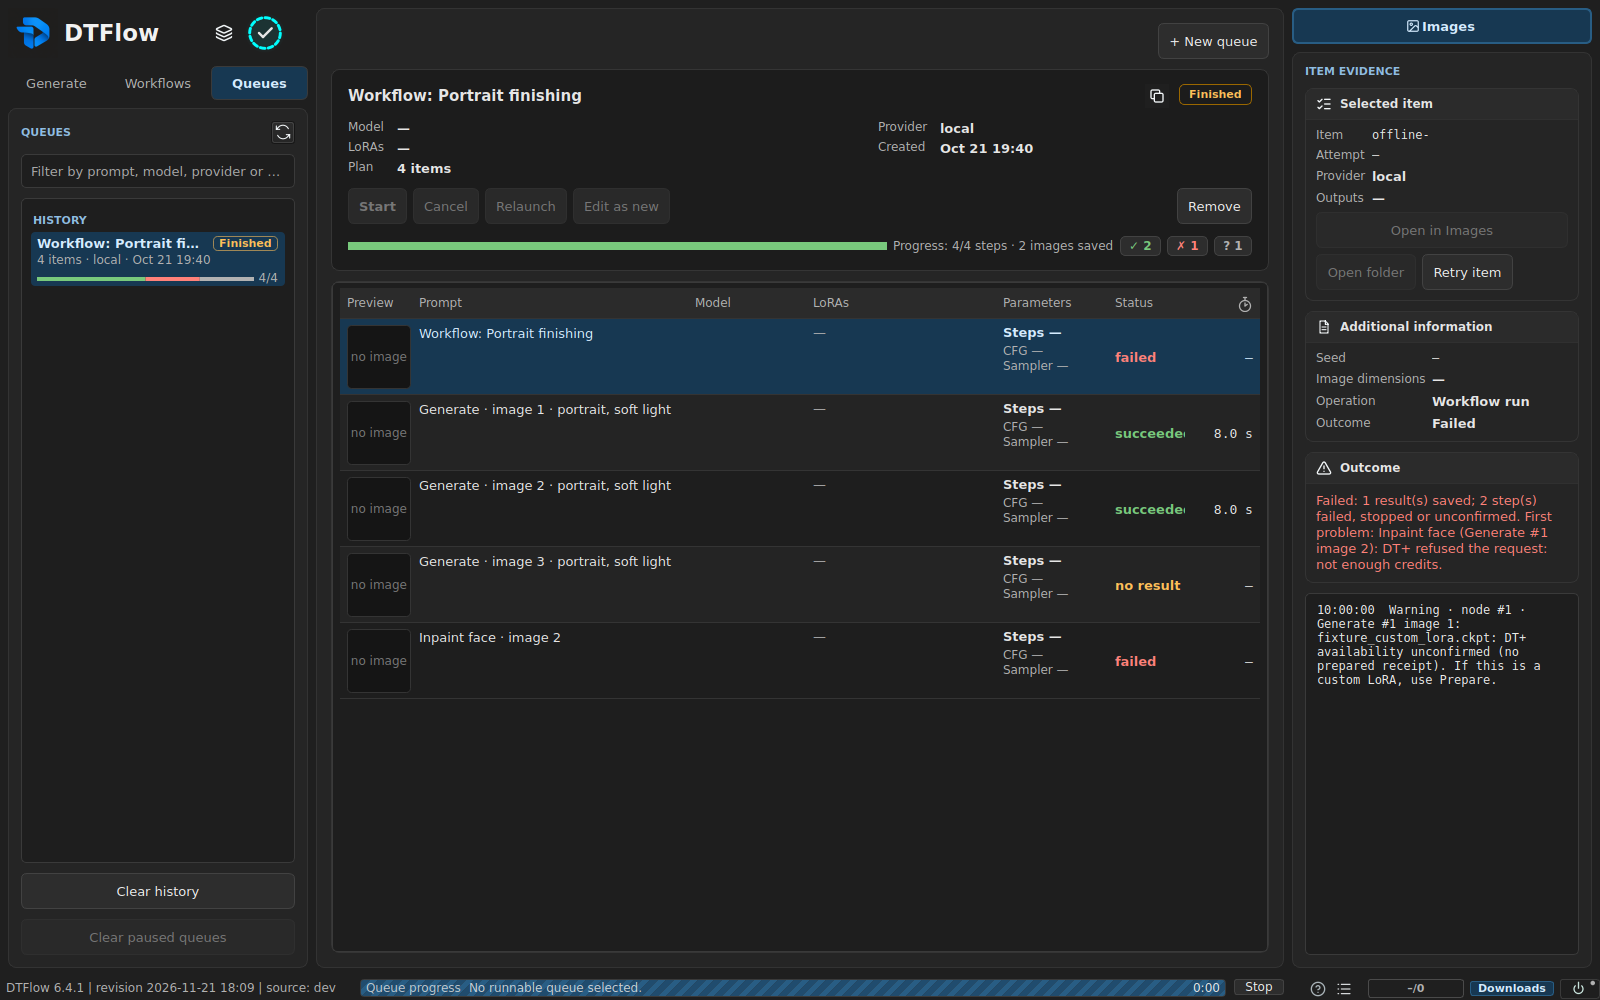 DTFlow
Generate
Workflows
Queues
QUEUES
Filter by prompt, model, provider or ...
HISTORY
Workflow: Portrait fi... Finished
4 items · local · Oct 21 19:40
4/4
Clear history
Clear paused queues
+ New queue
Workflow: Portrait finishing
Finished
Model —
Provider local
LoRAs —
Created Oct 21 19:40
Plan 4 items
Start
Cancel
Relaunch
Edit as new
Remove
Progress: 4/4 steps · 2 images saved ✓ 2 ✗ 1 ? 1
Preview Prompt Model LoRAs Parameters Status
no image
Workflow: Portrait finishing
—
Steps —
CFG —
Sampler —
failed
—
no image
Generate · image 1 · portrait, soft light
—
Steps —
CFG —
Sampler —
succeede
8.0 s
no image
Generate · image 2 · portrait, soft light
—
Steps —
CFG —
Sampler —
succeede
8.0 s
no image
Generate · image 3 · portrait, soft light
—
Steps —
CFG —
Sampler —
no result
—
no image
Inpaint face · image 2
—
Steps —
CFG —
Sampler —
failed
—
Images
ITEM EVIDENCE
Selected item
Item offline-
Attempt —
Provider local
Outputs —
Open in Images
Open folder
Retry item
Additional information
Seed —
Image dimensions —
Operation Workflow run
Outcome Failed
Outcome
Failed: 1 result(s) saved; 2 step(s)
failed, stopped or unconfirmed. First
problem: Inpaint face (Generate #1
image 2): DT+ refused the request:
not enough credits.
10:00:00  Warning · node #1 ·
Generate #1 image 1:
fixture_custom_lora.ckpt: DT+
availability unconfirmed (no
prepared receipt). If this is a
custom LoRA, use Prepare.
DTFlow 6.4.1 | revision 2026-11-21 18:09 | source: dev
Queue progress No runnable queue selected.
0:00
Stop
-/0
Downloads